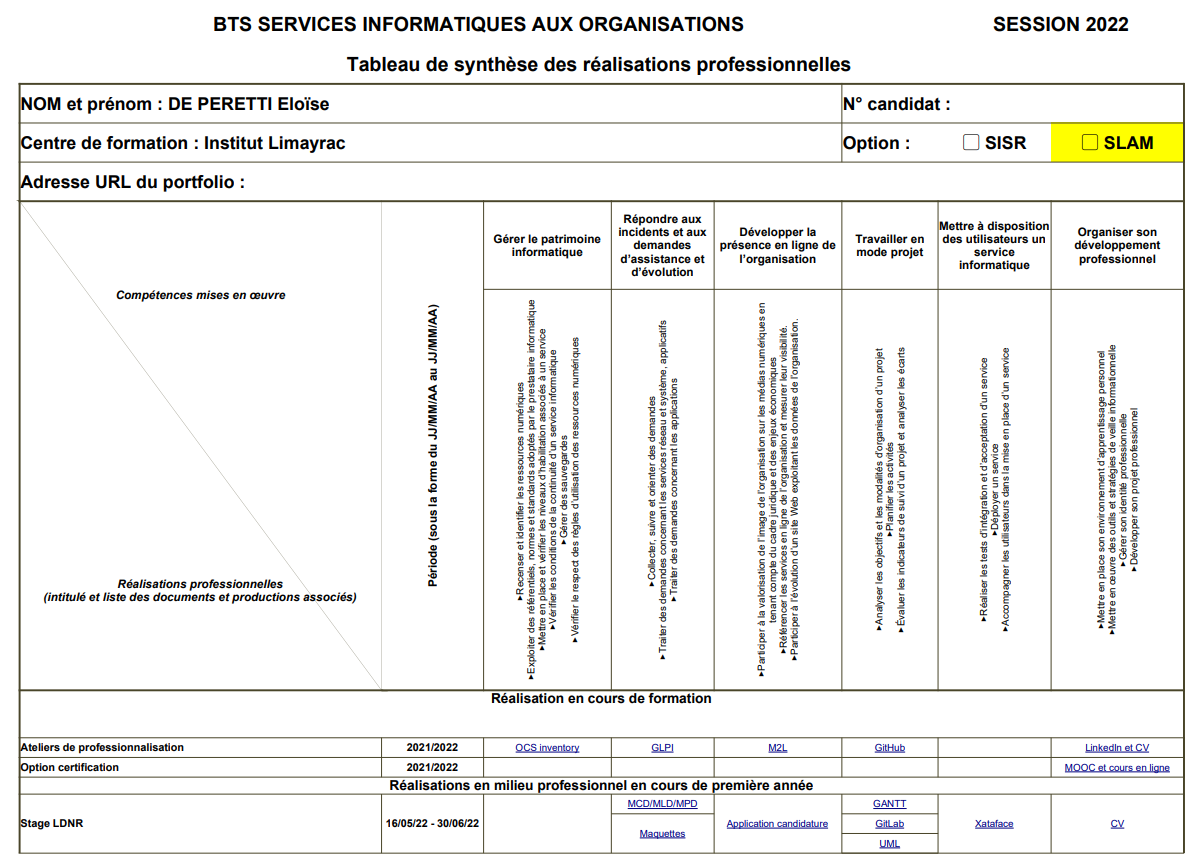 BTS SERVICES INFORMATIQUES AUX ORGANISATIONS SESSION 2022
Tableau de synthèse des réalisations professionnelles
NOM et prénom : DE PERETTI Eloïse N° candidat :
Centre de formation : Institut Limayrac Option : SISR SLAM
Adresse URL du portfolio :
Compétences mises en œuvre
Réalisations professionnelles
(intitulé et liste des documents et productions associés)
Période (sous la forme du JJ/MM/AA au JJ/MM/AA)
Gérer le patrimoine
informatique
▸Recenser et identifier les ressources numériques
▸Exploiter des référentiels, normes et standards adoptés par le prestataire informatique
▸Mettre en place et vérifier les niveaux d'habilitation associés à un service
▸Vérifier les conditions de la continuité d'un service informatique
▸Gérer des sauvegardes
▸Vérifier le respect des règles d'utilisation des ressources numériques
Répondre aux
incidents et aux
demandes
d'assistance et
d'évolution
▸Collecter, suivre et orienter des demandes
▸Traiter des demandes concernant les services réseau et système, applicatifs
▸Traiter des demandes concernant les applications
Développer la
présence en ligne de
l'organisation
▸Participer à la valorisation de l'image de l'organisation sur les médias numériques en
tenant compte du cadre juridique et des enjeux économiques
▸Référencer les services en ligne de l'organisation et mesurer leur visibilité.
▸Participer à l'évolution d'un site Web exploitant les données de l'organisation.
Travailler en
mode projet
▸Analyser les objectifs et les modalités d'organisation d'un projet
▸Planifier les activités
▸Évaluer les indicateurs de suivi d'un projet et analyser les écarts
Mettre à disposition
des utilisateurs un
service
informatique
▸Réaliser les tests d'intégration et d'acceptation d'un service
▸Déployer un service
▸Accompagner les utilisateurs dans la mise en place d'un service
Organiser son
développement
professionnel
▸Mettre en place son environnement d'apprentissage personnel
▸Mettre en œuvre des outils et stratégies de veille informationnelle
▸Gérer son identité professionnelle
▸Développer son projet professionnel
Réalisation en cours de formation
Ateliers de professionnalisation 2021/2022 OCS inventory GLPI M2L GitHub LinkedIn et CV
Option certification 2021/2022 MOOC et cours en ligne
Réalisations en milieu professionnel en cours de première année
Stage LDNR 16/05/22 - 30/06/22
MCD/MLD/MPD
Maquettes
Application candidature
GANTT
GitLab
UML
Xataface
CV